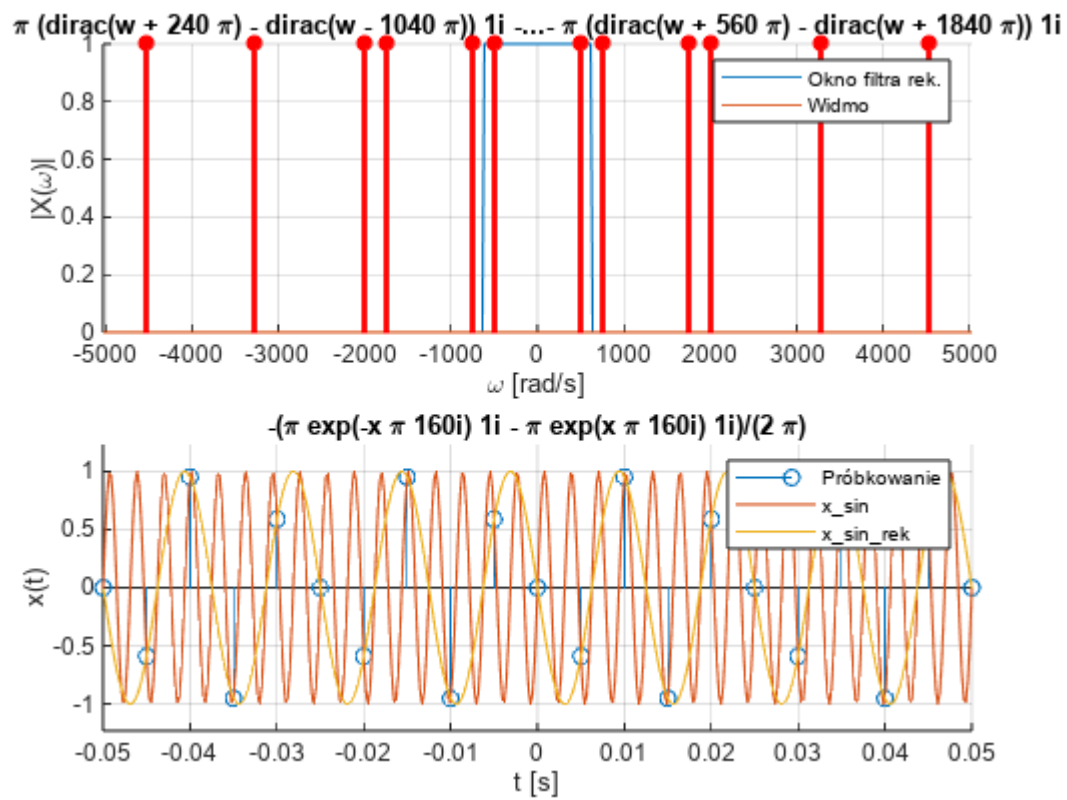 π (dirac(w + 240 π) - dirac(w - 1040 π)) 1i -...- π (dirac(w + 560 π) - dirac(w + 1840 π)) 1i
1
0.8
0.6
0.4
0.2
0
|X(ω)|
Okno filtra rek.
Widmo
-5000 -4000 -3000 -2000 -1000 0 1000 2000 3000 4000 5000
ω [rad/s]
-(π exp(-x π 160i) 1i - π exp(x π 160i) 1i)/(2 π)
1
0.5
0
-0.5
-1
x(t)
Próbkowanie
x_sin
x_sin_rek
-0.05 -0.04 -0.03 -0.02 -0.01 0 0.01 0.02 0.03 0.04 0.05
t [s]